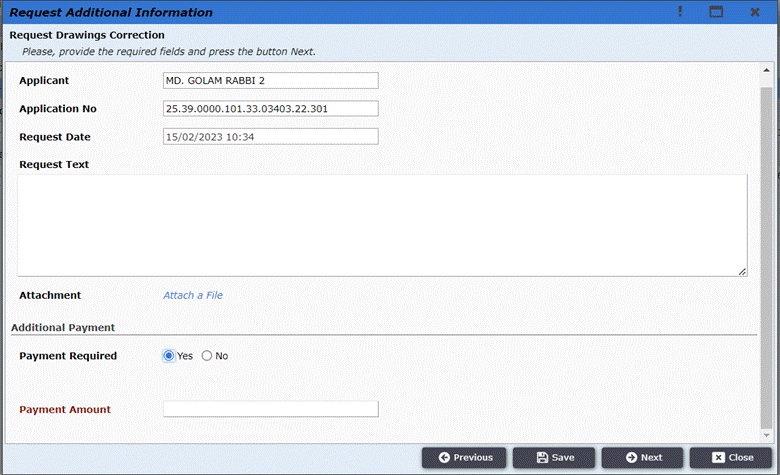 Request Additional Information
Request Drawings Correction
Please, provide the required fields and press the button Next.
Applicant MD. GOLAM RABBI 2
Application No 25.39.0000.101.33.03403.22.301
Request Date 15/02/2023 10:34
Request Text
Attachment Attach a File
Additional Payment
Payment Required Yes No
Payment Amount
Previous Save Next Close